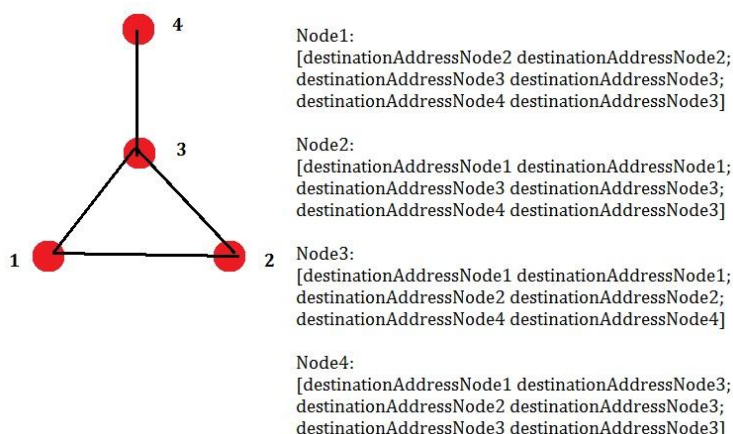 4
3
1
2
Node1:
[destinationAddressNode2 destinationAddressNode2;
destinationAddressNode3 destinationAddressNode3;
destinationAddressNode4 destinationAddressNode3]
Node2:
[destinationAddressNode1 destinationAddressNode1;
destinationAddressNode3 destinationAddressNode3;
destinationAddressNode4 destinationAddressNode3]
Node3:
[destinationAddressNode1 destinationAddressNode1;
destinationAddressNode2 destinationAddressNode2;
destinationAddressNode4 destinationAddressNode4]
Node4:
[destinationAddressNode1 destinationAddressNode3;
destinationAddressNode2 destinationAddressNode3;
destinationAddressNode3 destinationAddressNode3]